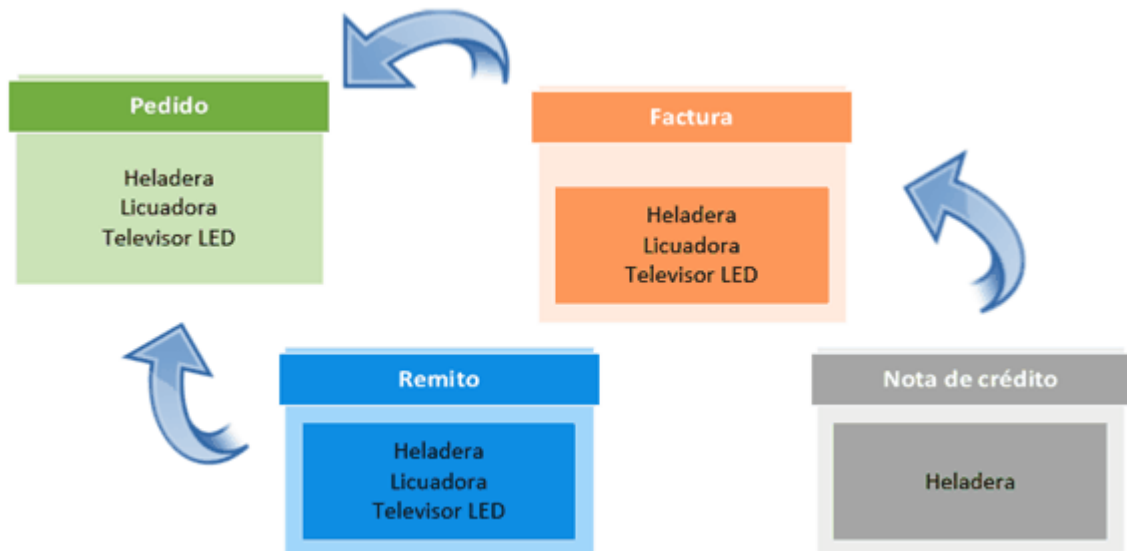 Pedido
Heladera
Licuadora
Televisor LED
Factura
Heladera
Licuadora
Televisor LED
Remito
Heladera
Licuadora
Televisor LED
Nota de crédito
Heladera